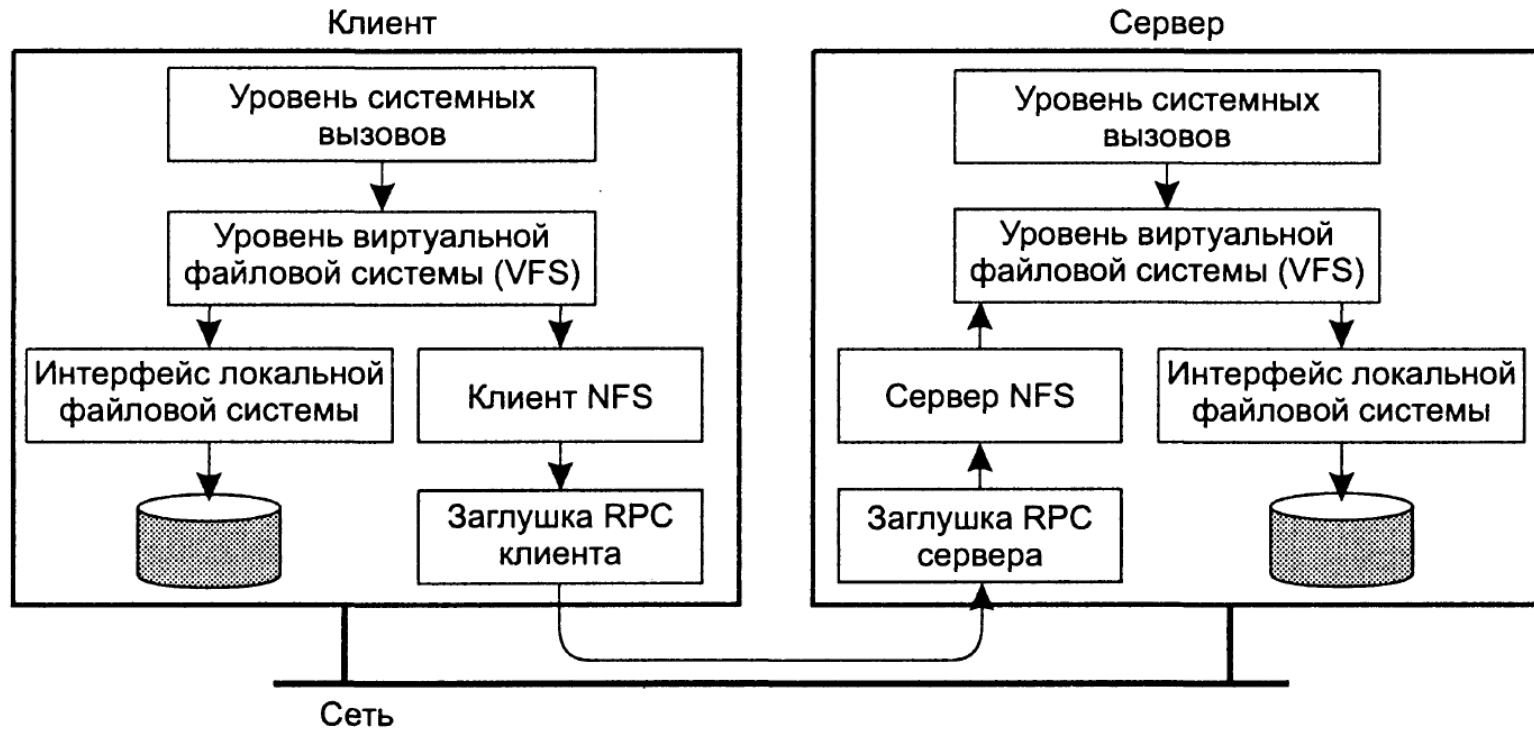 Клиент
Сервер
Уровень системных
вызовов
Уровень виртуальной
файловой системы (VFS)
Интерфейс локальной
файловой системы
Клиент NFS
Заглушка RPC
клиента
Уровень системных
вызовов
Уровень виртуальной
файловой системы (VFS)
Сервер NFS
Интерфейс локальной
файловой системы
Заглушка RPC
сервера
Сеть